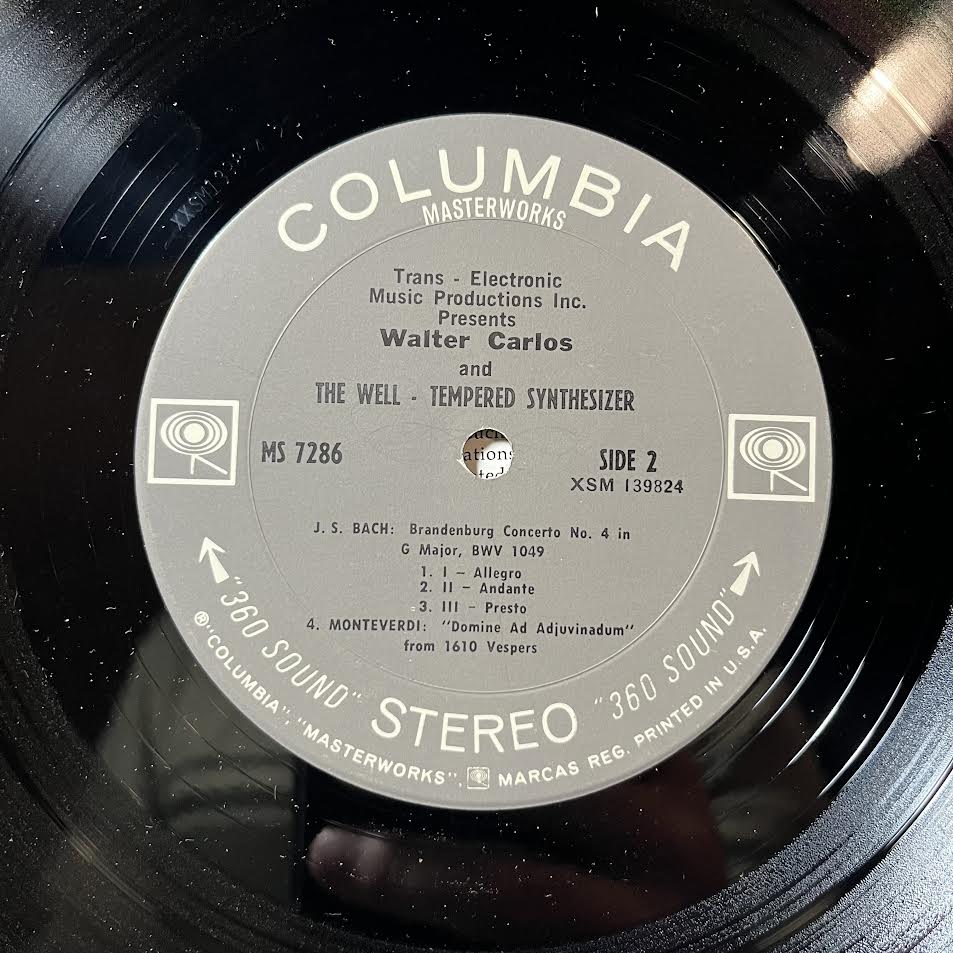 COLUMBIA
MASTERWORKS
Trans - Electronic
Music Productions Inc.
Presents
Walter Carlos
and
THE WELL - TEMPERED SYNTHESIZER
MS 7286
SIDE 2
XSM 139824
ations
J. S. BACH: Brandenburg Concerto No. 4 in
G Major, BWV 1049
1. I - Allegro
2. II - Andante
3. III - Presto
4. MONTEVERDI: "Domine Ad Adjuvinadum"
from 1610 Vespers
"360 SOUND" STEREO "360 SOUND"
®"COLUMBIA", "MASTERWORKS", MARCAS REG. PRINTED IN U.S.A.